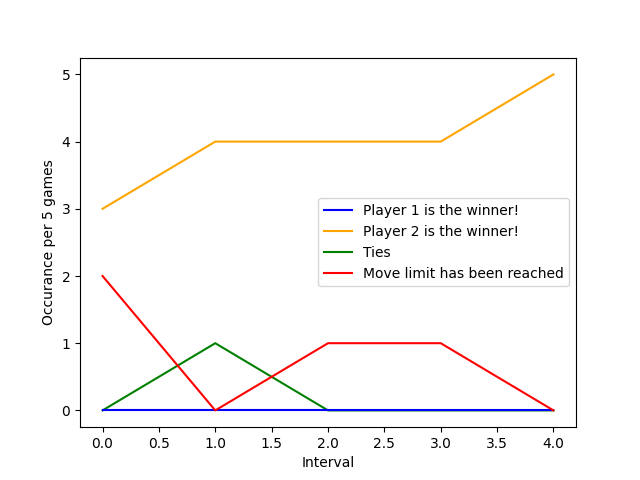 5
4
3
2
1
0
Occurance per 5 games
Player 1 is the winner!
Player 2 is the winner!
Ties
Move limit has been reached
0.0 0.5 1.0 1.5 2.0 2.5 3.0 3.5 4.0
Interval